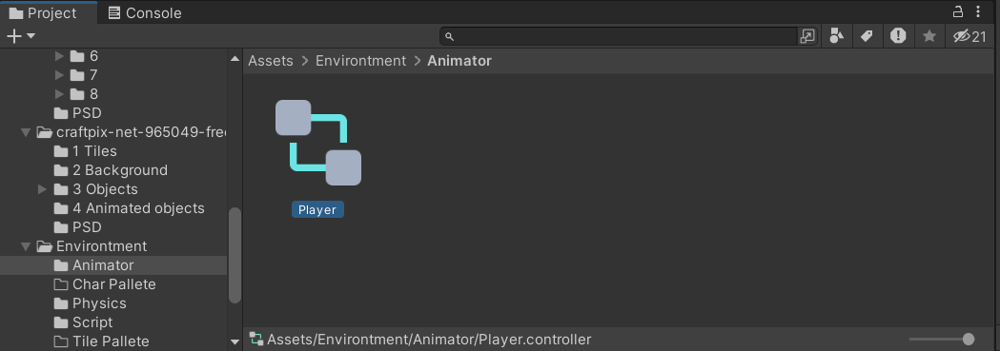 Project
Console
21
6
7
8
PSD
craftpix-net-965049-free
1 Tiles
2 Background
3 Objects
4 Animated objects
PSD
Environtment
Animator
Char Pallete
Physics
Script
Tile Pallete
Assets > Environtment > Animator
Player
Assets/Environtment/Animator/Player.controller